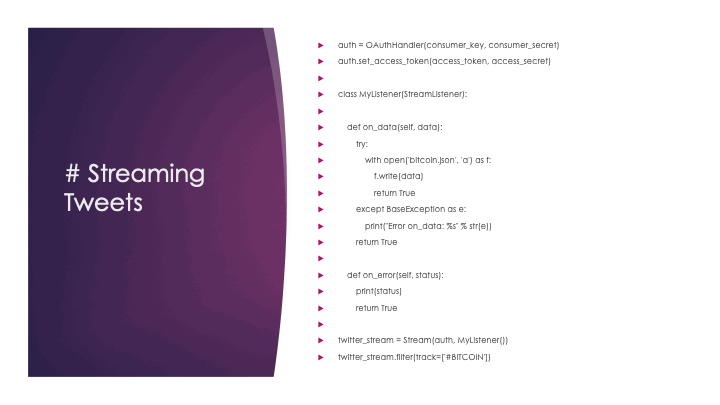 # Streaming
Tweets
auth = OAuthHandler(consumer_key, consumer_secret)
auth.set_access_token(access_token, access_secret)
class MyListener(StreamListener):
def on_data(self, data):
try:
with open('bitcoin.json', 'a') as f:
f.write(data)
return True
except BaseException as e:
print("Error on_data: %s" % str(e))
return True
def on_error(self, status):
print(status)
return True
twitter_stream = Stream(auth, MyListener())
twitter_stream.filter(track=['#BITCOIN'])